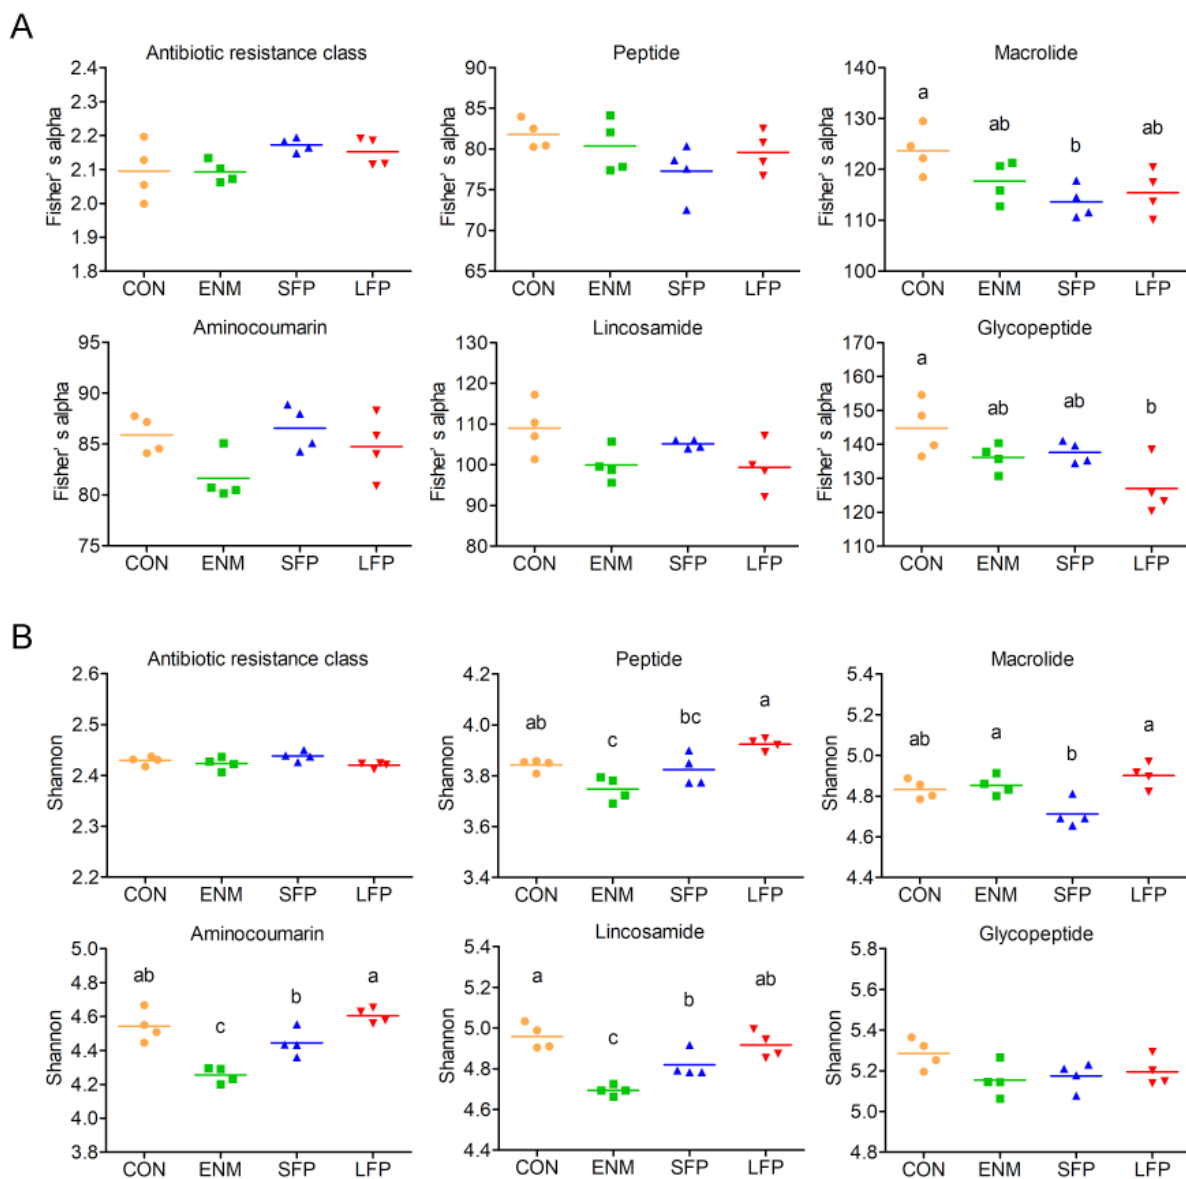 A
Antibiotic resistance class
Fisher' s alpha
2.4
2.3
2.2
2.1
2.0
1.9
1.8
CON ENM SFP LFP
Peptide
Fisher' s alpha
90
85
80
75
70
65
CON ENM SFP LFP
Macrolide
Fisher' s alpha
140
130
120
110
100
a ab b ab
CON ENM SFP LFP
Aminocoumarin
Fisher' s alpha
95
90
85
80
75
CON ENM SFP LFP
Lincosamide
Fisher' s alpha
130
120
110
100
90
80
CON ENM SFP LFP
Glycopeptide
Fisher' s alpha
170
160
150
140
130
120
110
a ab ab b
CON ENM SFP LFP
B
Antibiotic resistance class
Shannon
2.6
2.5
2.4
2.3
2.2
CON ENM SFP LFP
Peptide
Shannon
4.2
4.0
3.8
3.6
3.4
ab c bc a
CON ENM SFP LFP
Macrolide
Shannon
5.4
5.2
5.0
4.8
4.6
4.4
ab a b a
CON ENM SFP LFP
Aminocoumarin
Shannon
5.0
4.8
4.6
4.4
4.2
4.0
3.8
ab c b a
CON ENM SFP LFP
Lincosamide
Shannon
5.4
5.2
5.0
4.8
4.6
4.4
a c b ab
CON ENM SFP LFP
Glycopeptide
Shannon
5.8
5.6
5.4
5.2
5.0
4.8
CON ENM SFP LFP